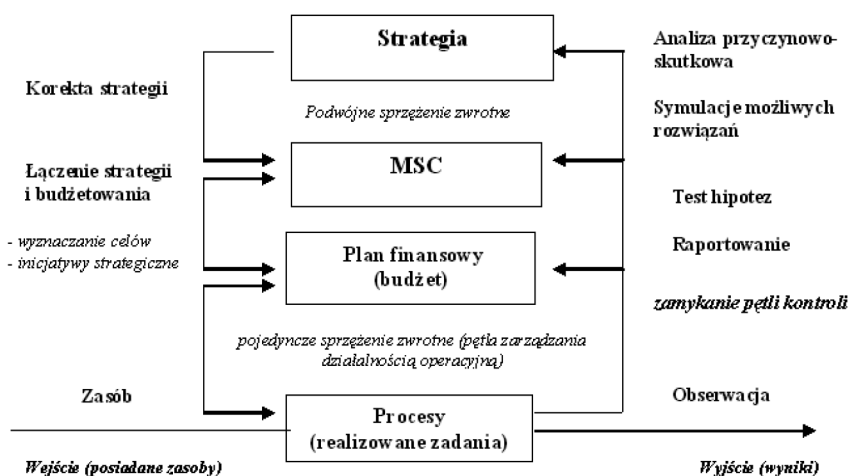 Strategia
Analiza przyczynowo-
skutkowa
Korekta strategii
Podwójne sprzężenie zwrotne
Symulacje możliwych
rozwiązań
MSC
Łączenie strategii
i budżetowania
Test hipotez
- wyznaczanie celów
- inicjatywy strategiczne
Plan finansowy
(budżet)
Raportowanie
zamykanie pętli kontroli
pojedyncze sprzężenie zwrotne (pętla zarządzania
działalnością operacyjną)
Zasób
Procesy
(realizowane zadania)
Obserwacja
Wejście (posiadane zasoby)
Wyjście (wyniki)